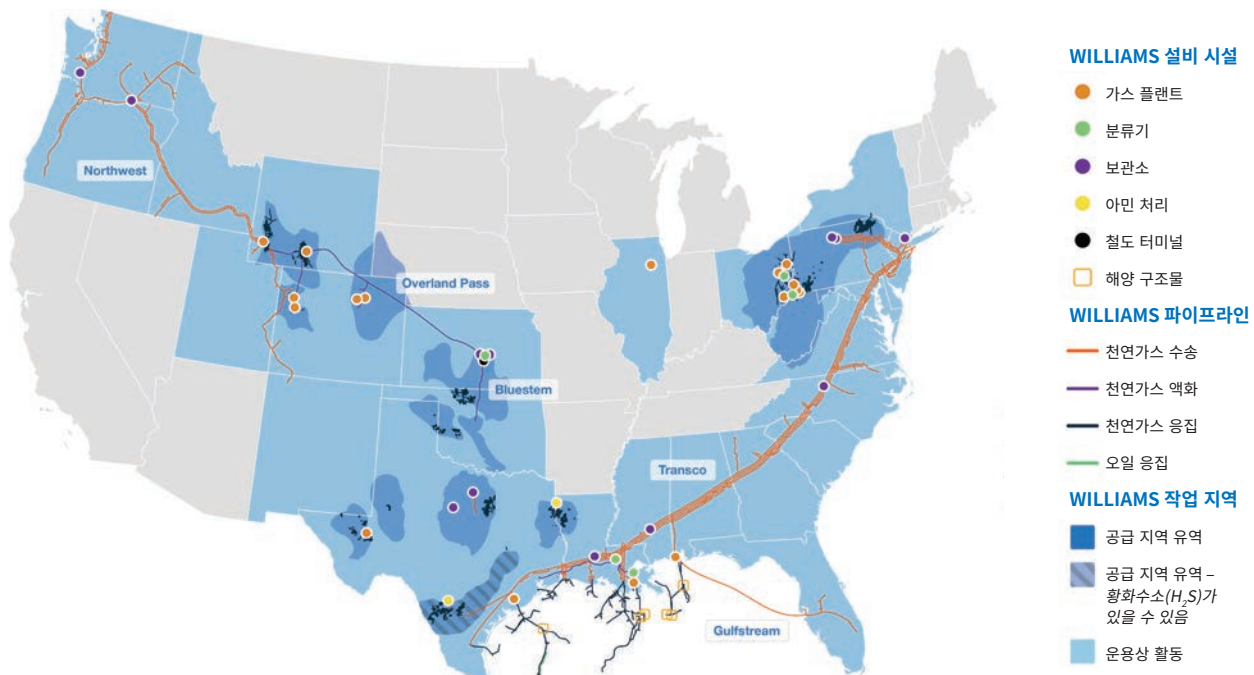 Northwest
Overland Pass
Bluestem
Transco
Gulfstream
WILLIAMS 설비 시설
가스 플랜트
분류기
보관소
아민 처리
철도 터미널
해양 구조물
WILLIAMS 파이프라인
천연가스 수송
천연가스 액화
천연가스 응집
오일 응집
WILLIAMS 작업 지역
공급 지역 유역
공급 지역 유역 –
황화수소(H₂S)가
있을 수 있음
운용상 활동